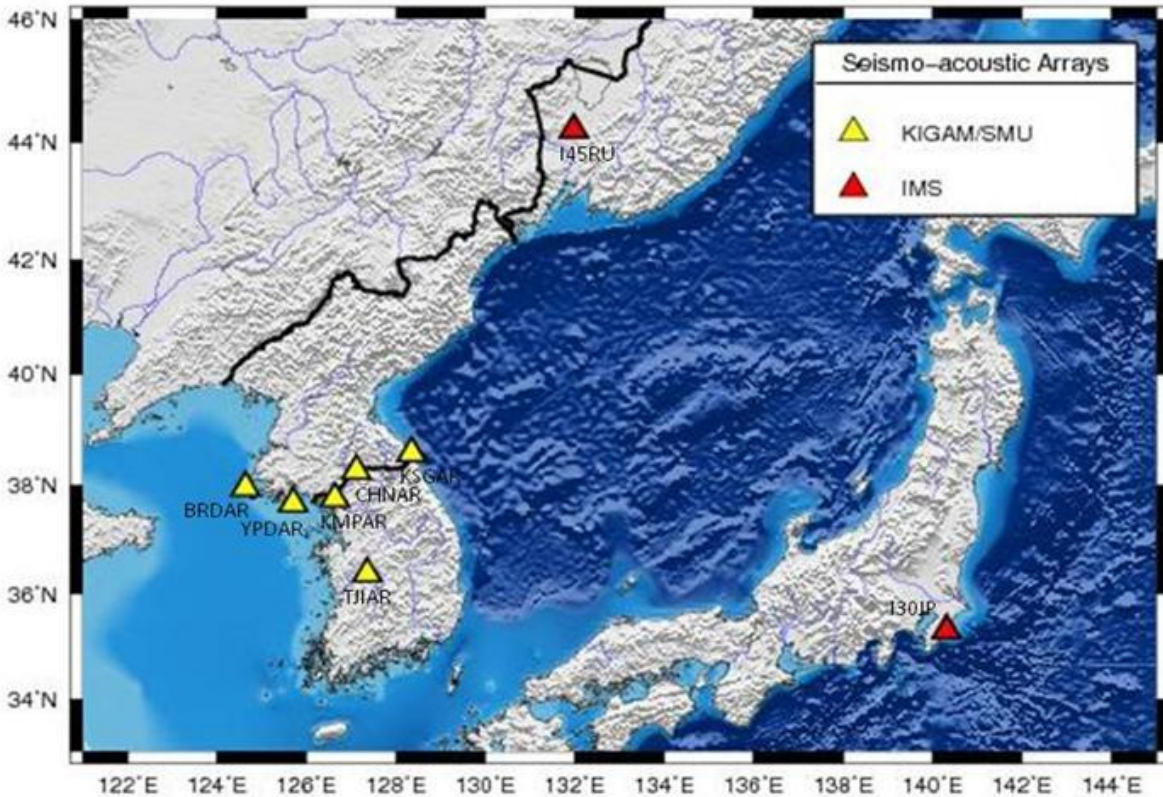 46°N
44°N
42°N
40°N
38°N
36°N
34°N
Seismo-acoustic Arrays
KIGAM/SMU
IMS
I45RU
KSGAR
CHNAR
BRDAR
YPDAR
KMPAR
TJIAR
I30JP
122°E 124°E 126°E 128°E 130°E 132°E 134°E 136°E 138°E 140°E 142°E 144°E